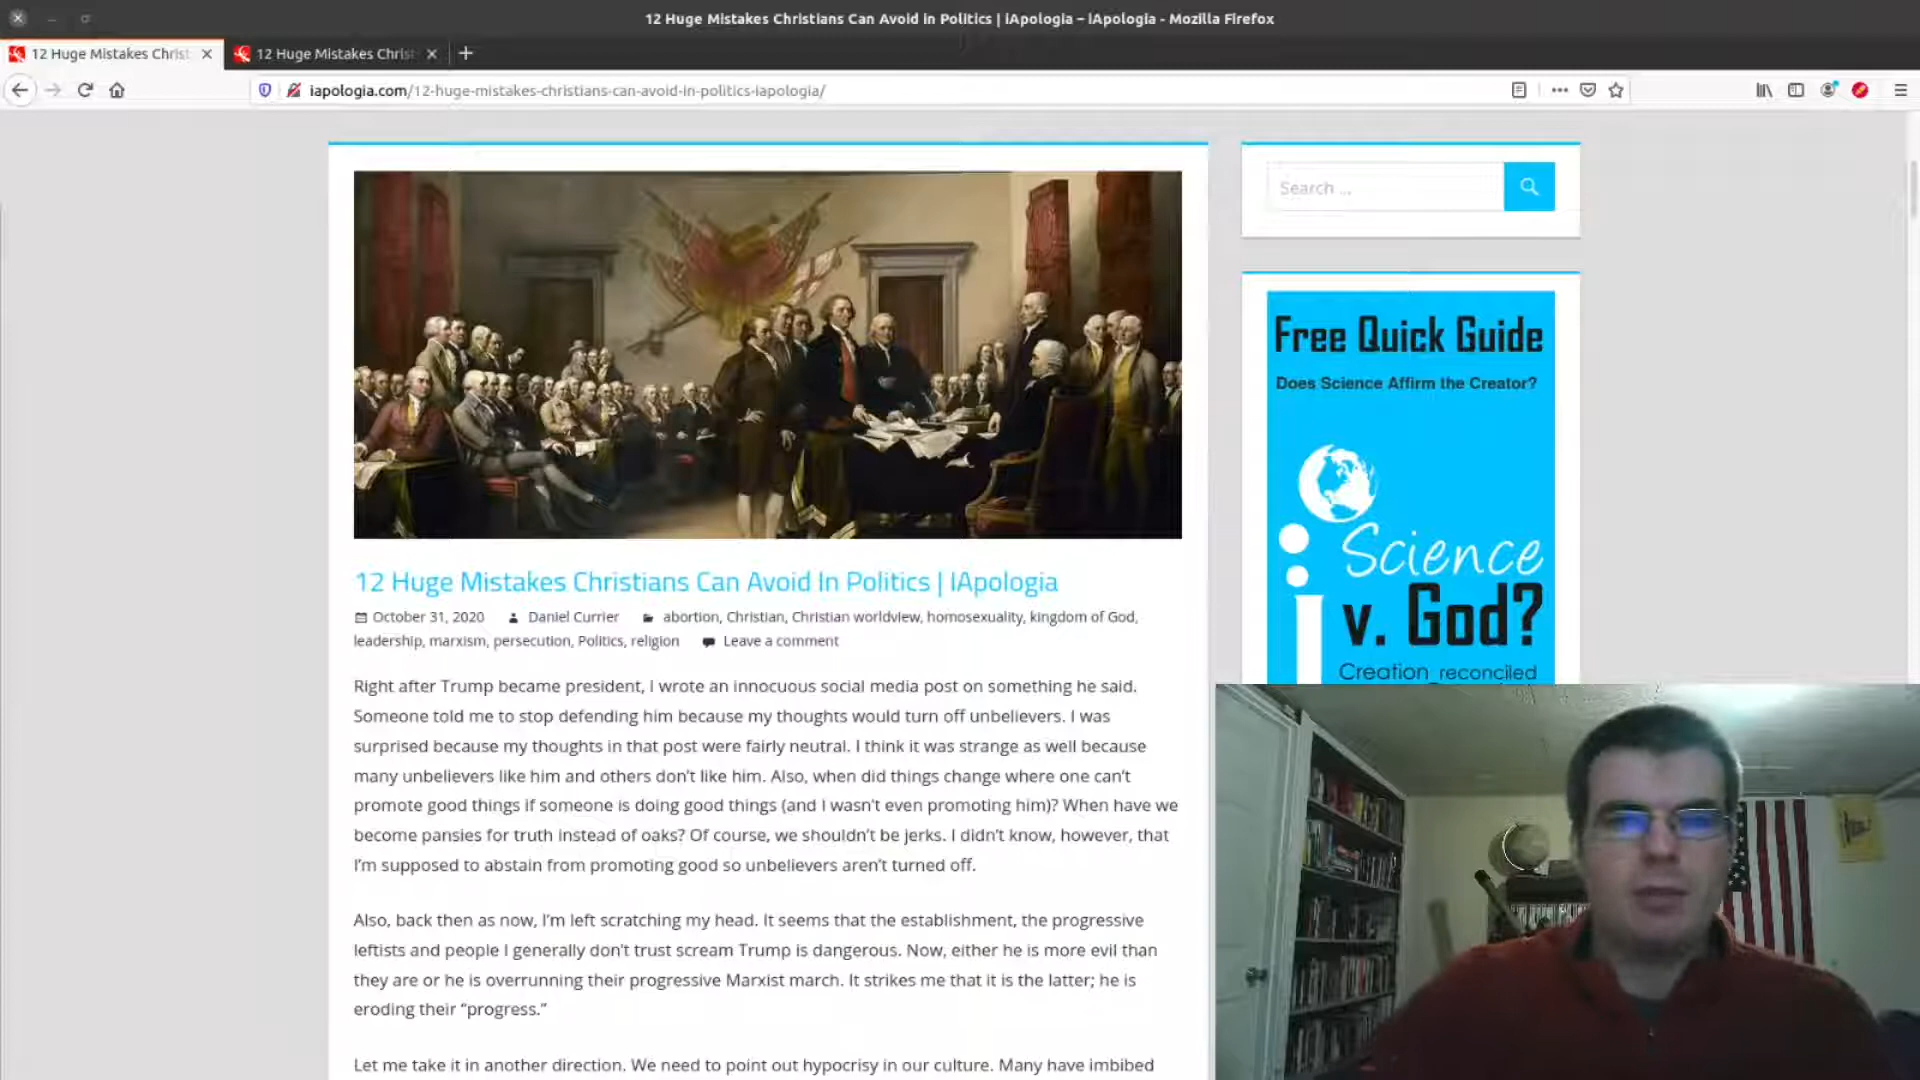 12 Huge Mistakes Christians Can Avoid in Politics | iApologia – iApologia - Mozilla Firefox
12 Huge Mistakes Christ
12 Huge Mistakes Chris
iapologia.com/12-huge-mistakes-christians-can-avoid-in-politics-iapologia/
Search ...
Free Quick Guide
Does Science Affirm the Creator?
i Science
v. God?
Creation reconciled
12 Huge Mistakes Christians Can Avoid In Politics | IApologia
October 31, 2020 Daniel Currier abortion, Christian, Christian worldview, homosexuality, kingdom of God,
leadership, marxism, persecution, Politics, religion Leave a comment
Right after Trump became president, I wrote an innocuous social media post on something he said.
Someone told me to stop defending him because my thoughts would turn off unbelievers. I was
surprised because my thoughts in that post were fairly neutral. I think it was strange as well because
many unbelievers like him and others don't like him. Also, when did things change where one can't
promote good things if someone is doing good things (and I wasn't even promoting him)? When have we
become pansies for truth instead of oaks? Of course, we shouldn't be jerks. I didn't know, however, that
I'm supposed to abstain from promoting good so unbelievers aren't turned off.
Also, back then as now, I'm left scratching my head. It seems that the establishment, the progressive
leftists and people I generally don't trust scream Trump is dangerous. Now, either he is more evil than
they are or he is overrunning their progressive Marxist march. It strikes me that it is the latter; he is
eroding their “progress.”
Let me take it in another direction. We need to point out hypocrisy in our culture. Many have imbibed